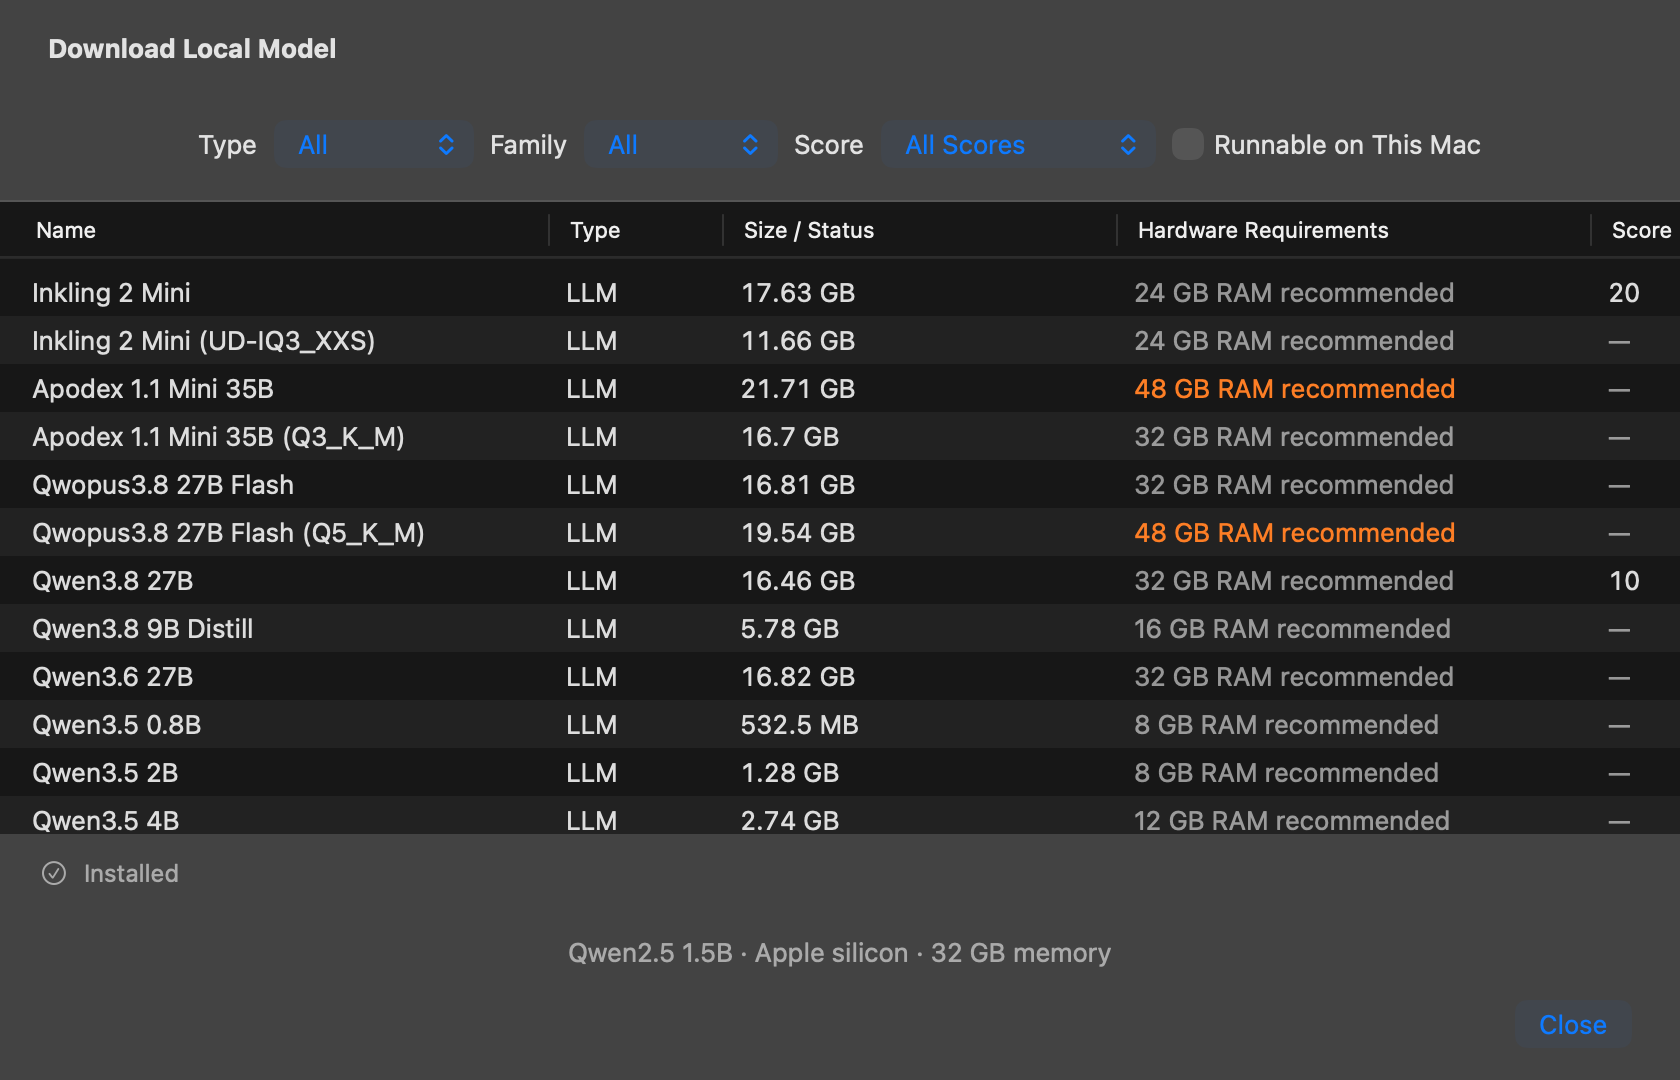 Download Local Model
Type All Family All Score All Scores Runnable on This Mac
Name Type Size / Status Hardware Requirements Score
Inkling 2 Mini LLM 17.63 GB 24 GB RAM recommended 20
Inkling 2 Mini (UD-IQ3_XXS) LLM 11.66 GB 24 GB RAM recommended —
Apodex 1.1 Mini 35B LLM 21.71 GB 48 GB RAM recommended —
Apodex 1.1 Mini 35B (Q3_K_M) LLM 16.7 GB 32 GB RAM recommended —
Qwopus3.8 27B Flash LLM 16.81 GB 32 GB RAM recommended —
Qwopus3.8 27B Flash (Q5_K_M) LLM 19.54 GB 48 GB RAM recommended —
Qwen3.8 27B LLM 16.46 GB 32 GB RAM recommended 10
Qwen3.8 9B Distill LLM 5.78 GB 16 GB RAM recommended —
Qwen3.6 27B LLM 16.82 GB 32 GB RAM recommended —
Qwen3.5 0.8B LLM 532.5 MB 8 GB RAM recommended —
Qwen3.5 2B LLM 1.28 GB 8 GB RAM recommended —
Qwen3.5 4B LLM 2.74 GB 12 GB RAM recommended —
Installed
Qwen2.5 1.5B · Apple silicon · 32 GB memory
Close